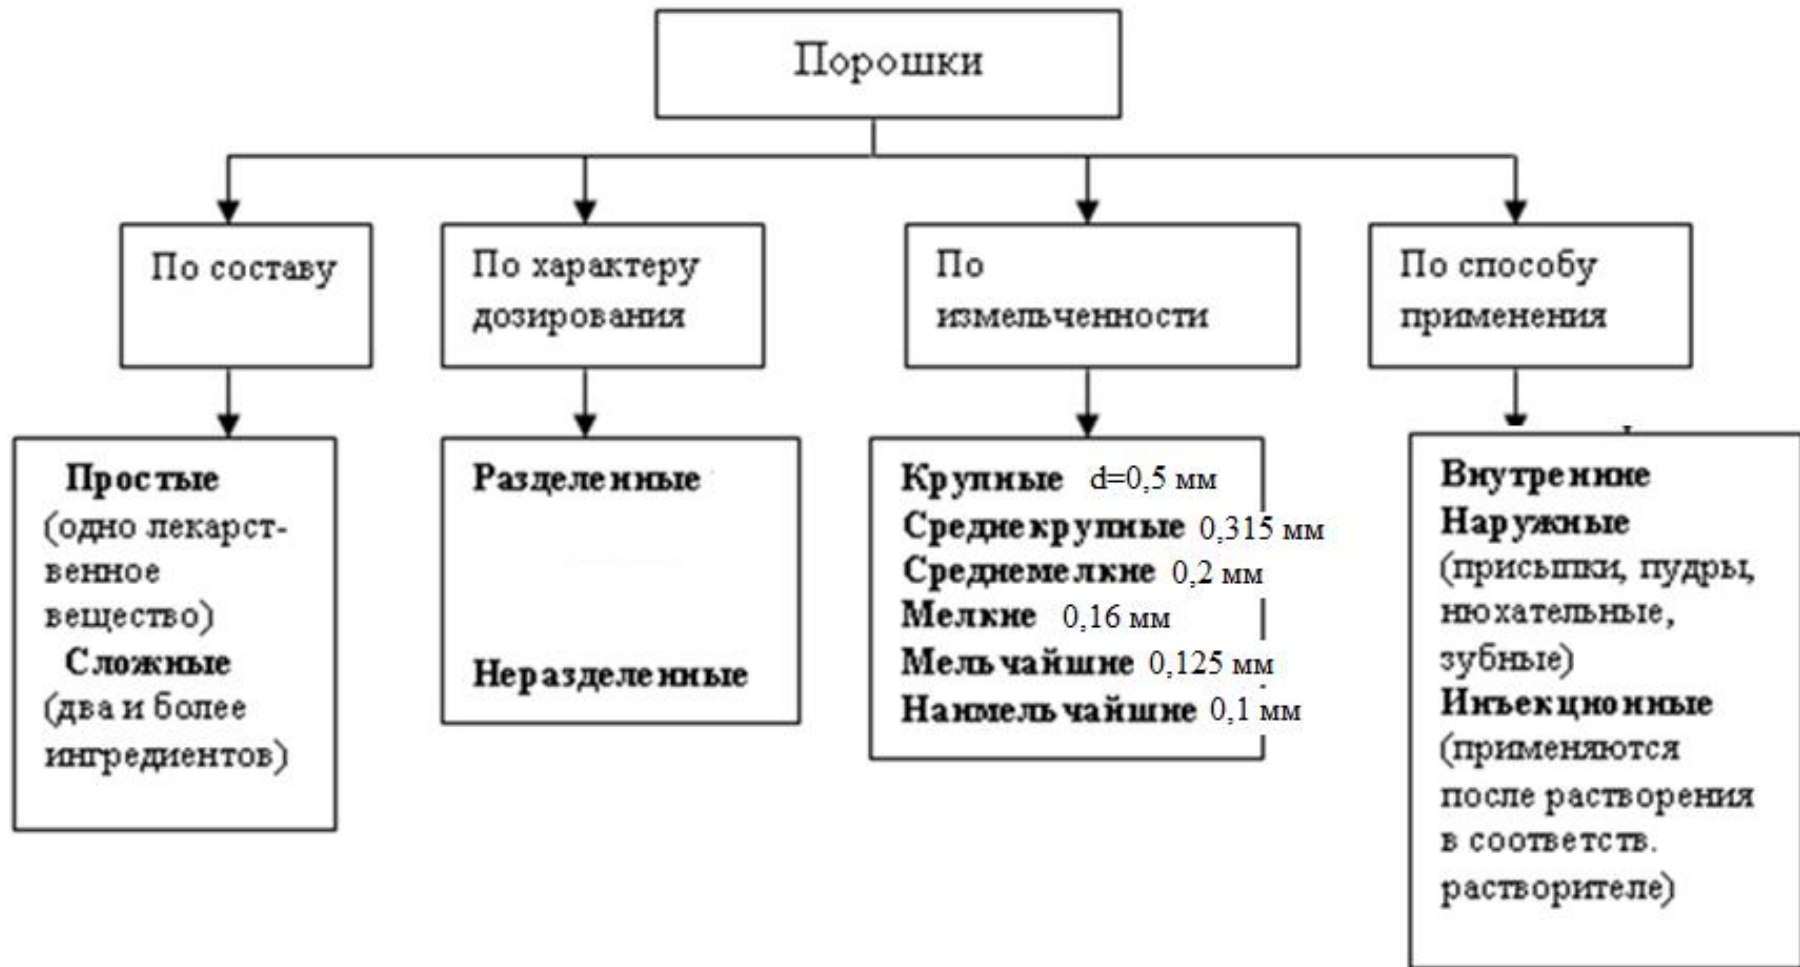 Порошки
По составу
По характеру
дозирования
По
измельченности
По способу
применения
Простые
(одно лекарст-
венное
вещество)
Сложные
(два и более
ингредиентов)
Разделенные
Неразделенные
Крупные d=0,5 мм
Среднекрупные 0,315 мм
Среднемелкие 0,2 мм
Мелкие 0,16 мм
Мельчайшие 0,125 мм
Наимельчайшие 0,1 мм
Внутренние
Наружные
(присыпки, пудры,
нюхательные,
зубные)
Инъекционные
(применяются
после растворения
в соответств.
растворителе)